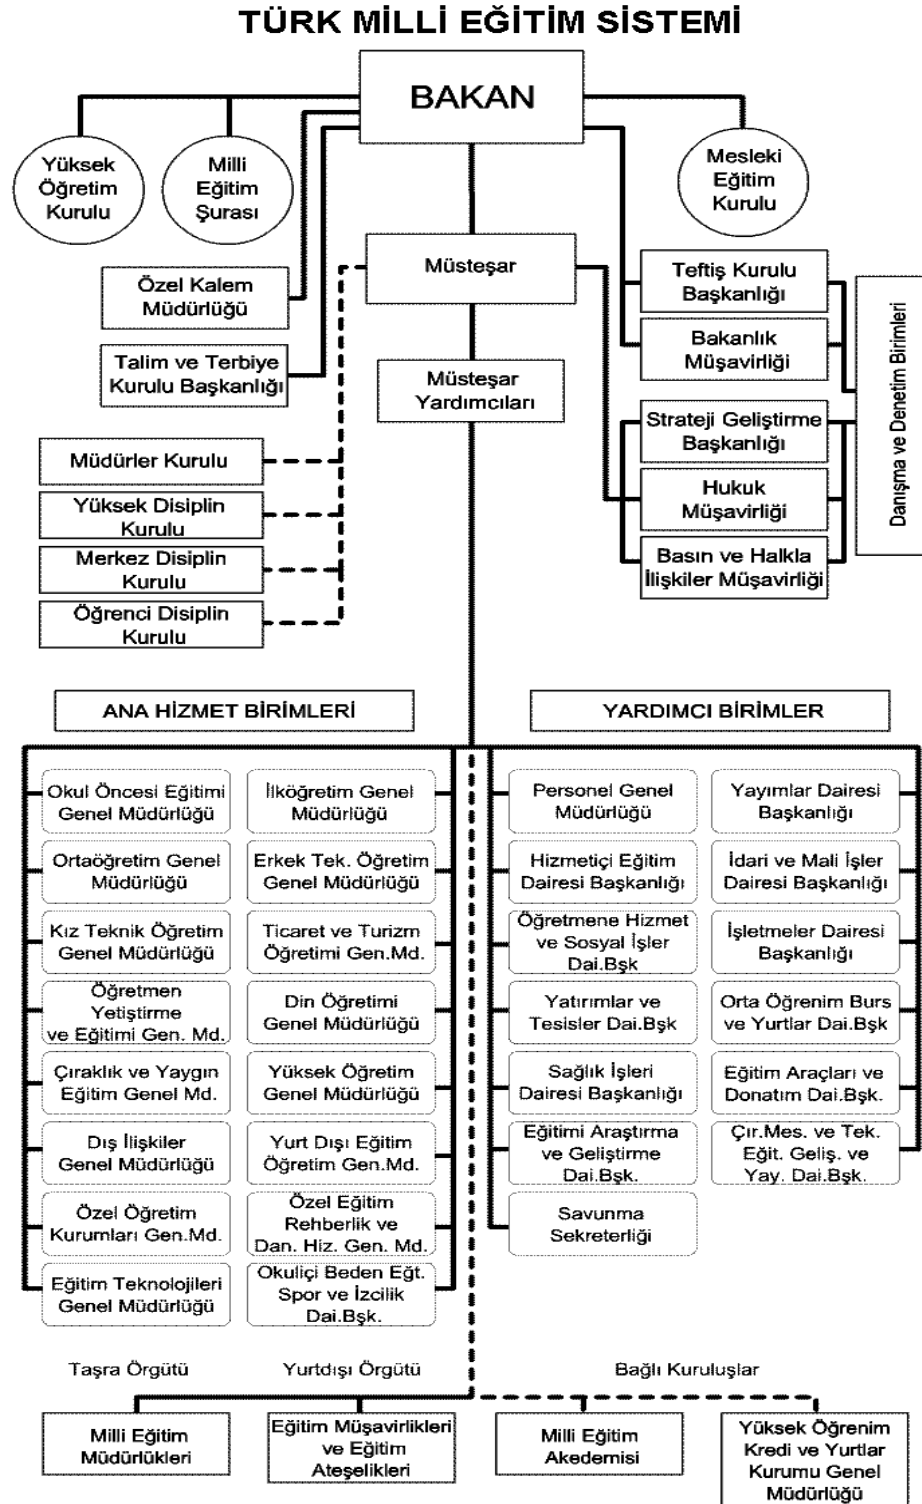 TÜRK MİLLİ EĞİTİM SİSTEMİ
BAKAN
Yüksek
Öğretim
Kurulu
Milli
Eğitim
Şurası
Mesleki
Eğitim
Kurulu
Müsteşar
Özel Kalem
Müdürlüğü
Teftiş Kurulu
Başkanlığı
Talim ve Terbiye
Kurulu Başkanlığı
Bakanlık
Müşavirliği
Müsteşar
Yardımcıları
Danışma ve Denetim Birimleri
Strateji Geliştirme
Başkanlığı
Müdürler Kurulu
Hukuk
Müşavirliği
Yüksek Disiplin
Kurulu
Basın ve Halkla
İlişkiler Müşavirliği
Merkez Disiplin
Kurulu
Öğrenci Disiplin
Kurulu
ANA HİZMET BİRİMLERİ
YARDIMCI BİRİMLER
Okul Öncesi Eğitimi
Genel Müdürlüğü
İlköğretim Genel
Müdürlüğü
Personel Genel
Müdürlüğü
Yayımlar Dairesi
Başkanlığı
Ortaöğretim Genel
Müdürlüğü
Erkek Tek. Öğretim
Genel Müdürlüğü
Hizmetiçi Eğitim
Dairesi Başkanlığı
İdari ve Mali İşler
Dairesi Başkanlığı
Kız Teknik Öğretim
Genel Müdürlüğü
Ticaret ve Turizm
Öğretimi Gen.Md.
Öğretmene Hizmet
ve Sosyal İşler
Dai.Bşk
İşletmeler Dairesi
Başkanlığı
Öğretmen
Yetiştirme
ve Eğitimi Gen. Md.
Din Öğretimi
Genel Müdürlüğü
Yatırımlar ve
Tesisler Dai.Bşk
Orta Öğrenim Burs
ve Yurtlar Dai.Bşk
Çıraklık ve Yaygın
Eğitim Genel Md.
Yüksek Öğretim
Genel Müdürlüğü
Sağlık İşleri
Dairesi Başkanlığı
Eğitim Araçları ve
Donatım Dai.Bşk.
Dış İlişkiler
Genel Müdürlüğü
Yurt Dışı Eğitim
Öğretim Gen.Md.
Eğitimi Araştırma
ve Geliştirme
Dai.Bşk.
Çır.Mes. ve Tek.
Eğit. Geliş. ve
Yay. Dai.Bşk.
Özel Öğretim
Kurumları Gen.Md.
Özel Eğitim
Rehberlik ve
Dan. Hiz. Gen. Md.
Savunma
Sekreterliği
Eğitim Teknolojileri
Genel Müdürlüğü
Okuliçi Beden Eğt.
Spor ve İzcilik
Dai.Bşk.
Taşra Örgütü
Yurtdışı Örgütü
Bağlı Kuruluşlar
Milli Eğitim
Müdürlükleri
Eğitim Müşavirlikleri
ve Eğitim
Ateşelikleri
Milli Eğitim
Akedemisi
Yüksek Öğrenim
Kredi ve Yurtlar
Kurumu Genel
Müdürlüğü